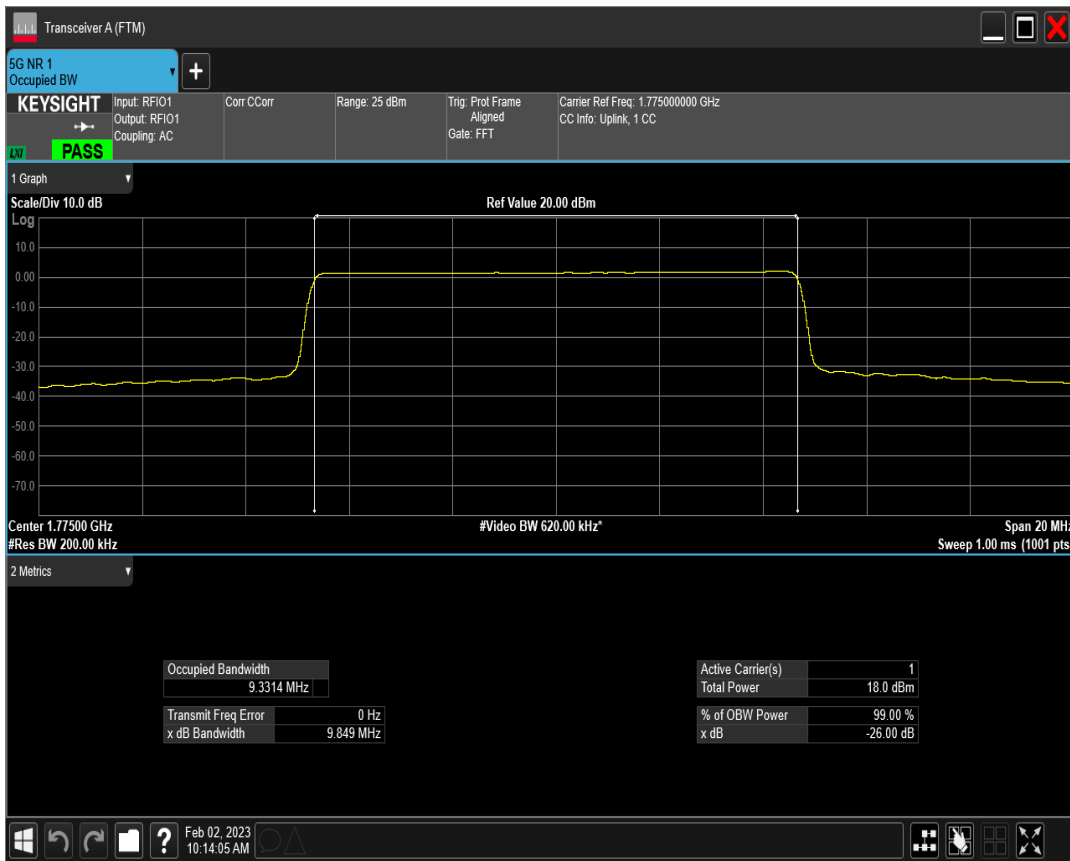 Transceiver A (FTM)
5G NR 1
Occupied BW
+
KEYSIGHT
LXI
PASS
Input: RFIO1
Output: RFIO1
Coupling: AC
Corr CCorr
Range: 25 dBm
Trig: Prot Frame
Aligned
Gate: FFT
Carrier Ref Freq: 1.775000000 GHz
CC Info: Uplink, 1 CC
1 Graph
Scale/Div 10.0 dB
Ref Value 20.00 dBm
Log
10.0
0.00
-10.0
-20.0
-30.0
-40.0
-50.0
-60.0
-70.0
Center 1.77500 GHz
#Video BW 620.00 kHz*
Span 20 MHz
#Res BW 200.00 kHz
Sweep 1.00 ms (1001 pts
2 Metrics
Occupied Bandwidth
9.3314 MHz
Transmit Freq Error 0 Hz
x dB Bandwidth 9.849 MHz
Active Carrier(s) 1
Total Power 18.0 dBm
% of OBW Power 99.00 %
x dB -26.00 dB
?
Feb 02, 2023
10:14:05 AM